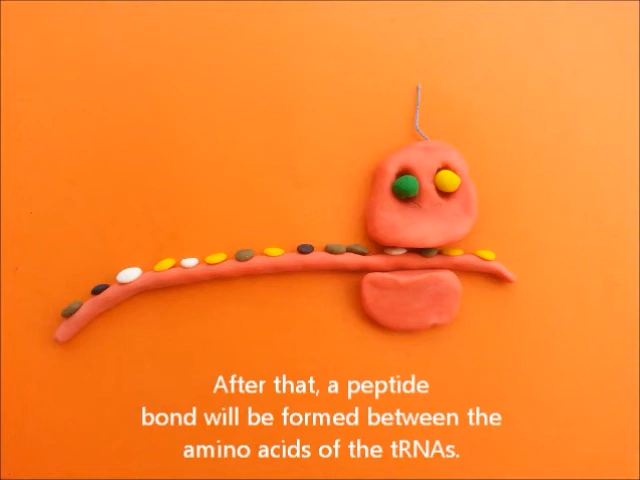 After that, a peptide
bond will be formed between the
amino acids of the tRNAs.